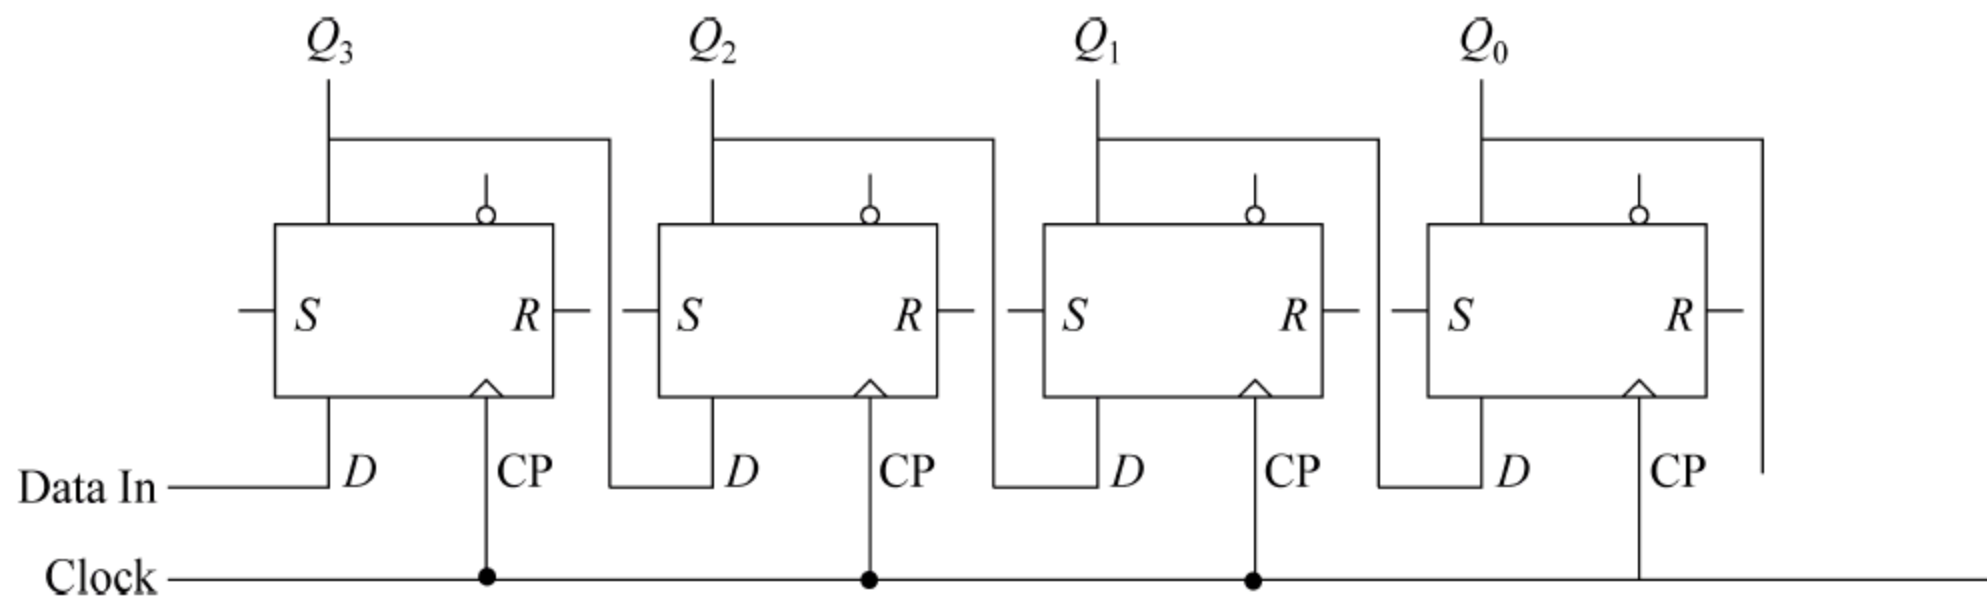 Q3 Q2 Q1 Q0
S R S R S R S R
Data In D CP D CP D CP D CP
Clock